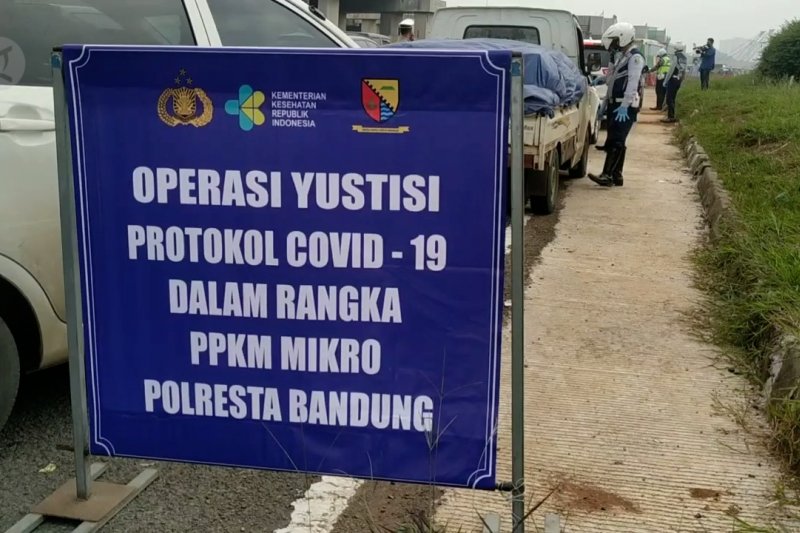 KEMENTERIAN
KESEHATAN
REPUBLIK
INDONESIA
OPERASI YUSTISI
PROTOKOL COVID - 19
DALAM RANGKA
PPKM MIKRO
POLRESTA BANDUNG